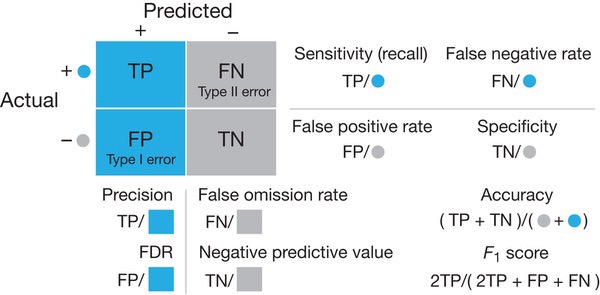 Predicted
+ −
Actual
+ TP FN
Type II error
− FP TN
Type I error
Sensitivity (recall) False negative rate
TP/ FN/
False positive rate Specificity
FP/ TN/
Precision False omission rate Accuracy
TP/ FN/ ( TP + TN )/( + )
FDR Negative predictive value F₁ score
FP/ TN/ 2TP/( 2TP + FP + FN )